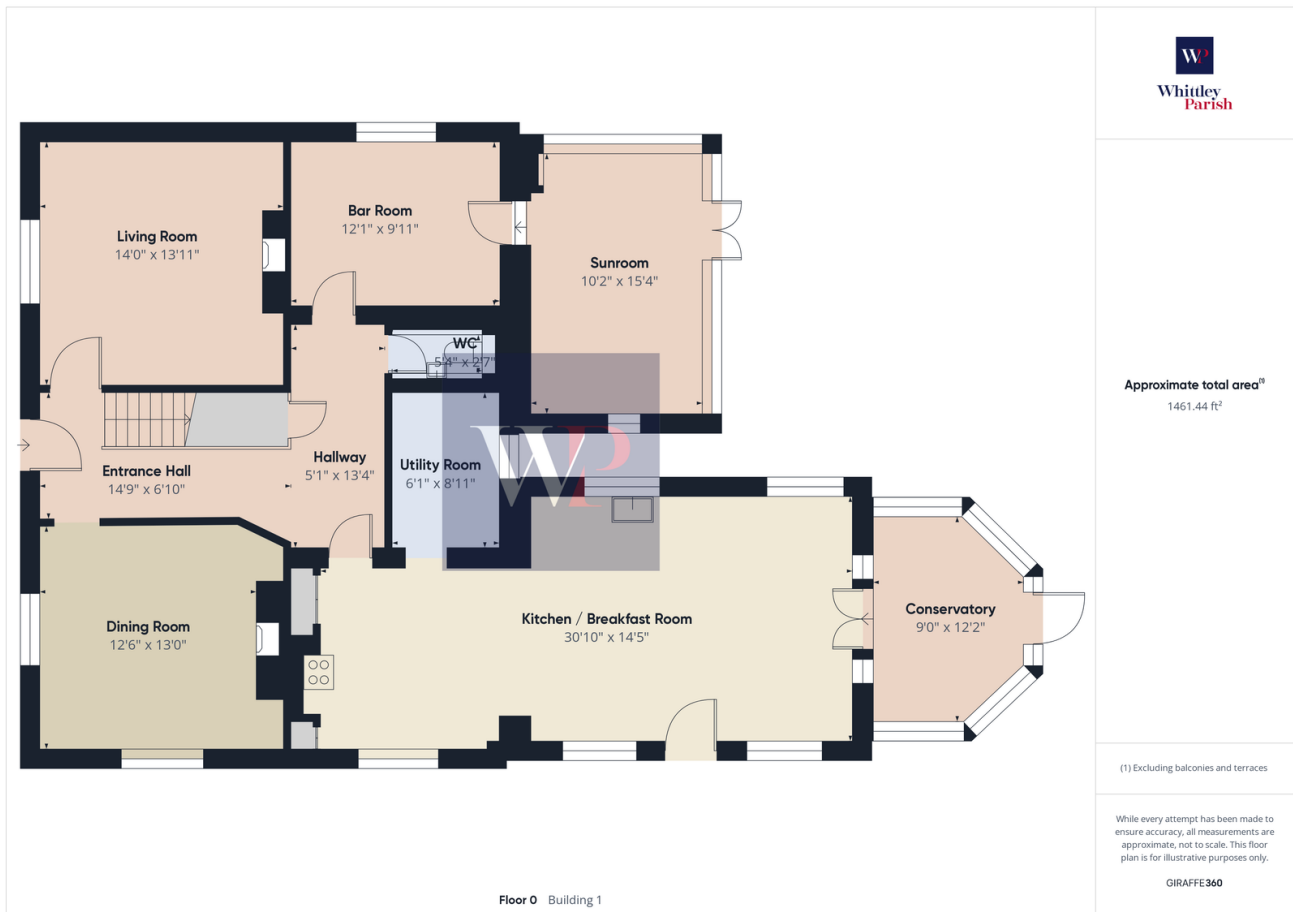 WP
Whittley
Parish
Living Room
14'0" x 13'11"
Bar Room
12'1" x 9'11"
Sunroom
10'2" x 15'4"
WC
5'4" x 2'7"
Entrance Hall
14'9" x 6'10"
Hallway
5'1" x 13'4"
Utility Room
6'1" x 8'11"
WP
Dining Room
12'6" x 13'0"
Kitchen / Breakfast Room
30'10" x 14'5"
Conservatory
9'0" x 12'2"
Approximate total area(1)
1461.44 ft²
(1) Excluding balconies and terraces
While every attempt has been made to
ensure accuracy, all measurements are
approximate, not to scale. This floor
plan is for illustrative purposes only.
GIRAFFE360
Floor 0 Building 1